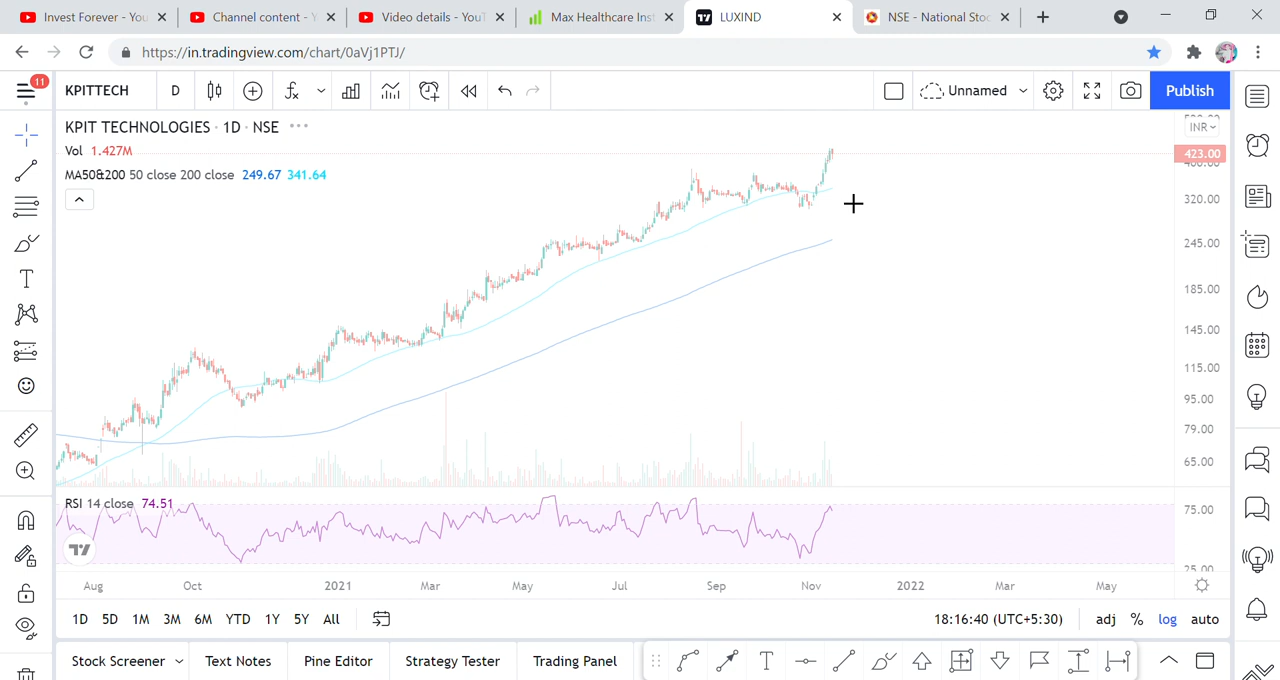 Invest Forever - You
Channel content - Y
Video details - YouT
Max Healthcare Inst
LUXIND
NSE - National Stoc
https://in.tradingview.com/chart/0aVj1PTJ/
11
KPITTECH
D
Unnamed
Publish
KPIT TECHNOLOGIES · 1D · NSE
INR
Vol 1.427M
423.00
MA50&200 50 close 200 close 249.67 341.64
320.00
245.00
185.00
145.00
115.00
95.00
79.00
65.00
RSI 14 close 74.51
75.00
25.00
Aug Oct 2021 Mar May Jul Sep Nov 2022 Mar May
1D 5D 1M 3M 6M YTD 1Y 5Y All
18:16:40 (UTC+5:30)
adj % log auto
Stock Screener
Text Notes
Pine Editor
Strategy Tester
Trading Panel